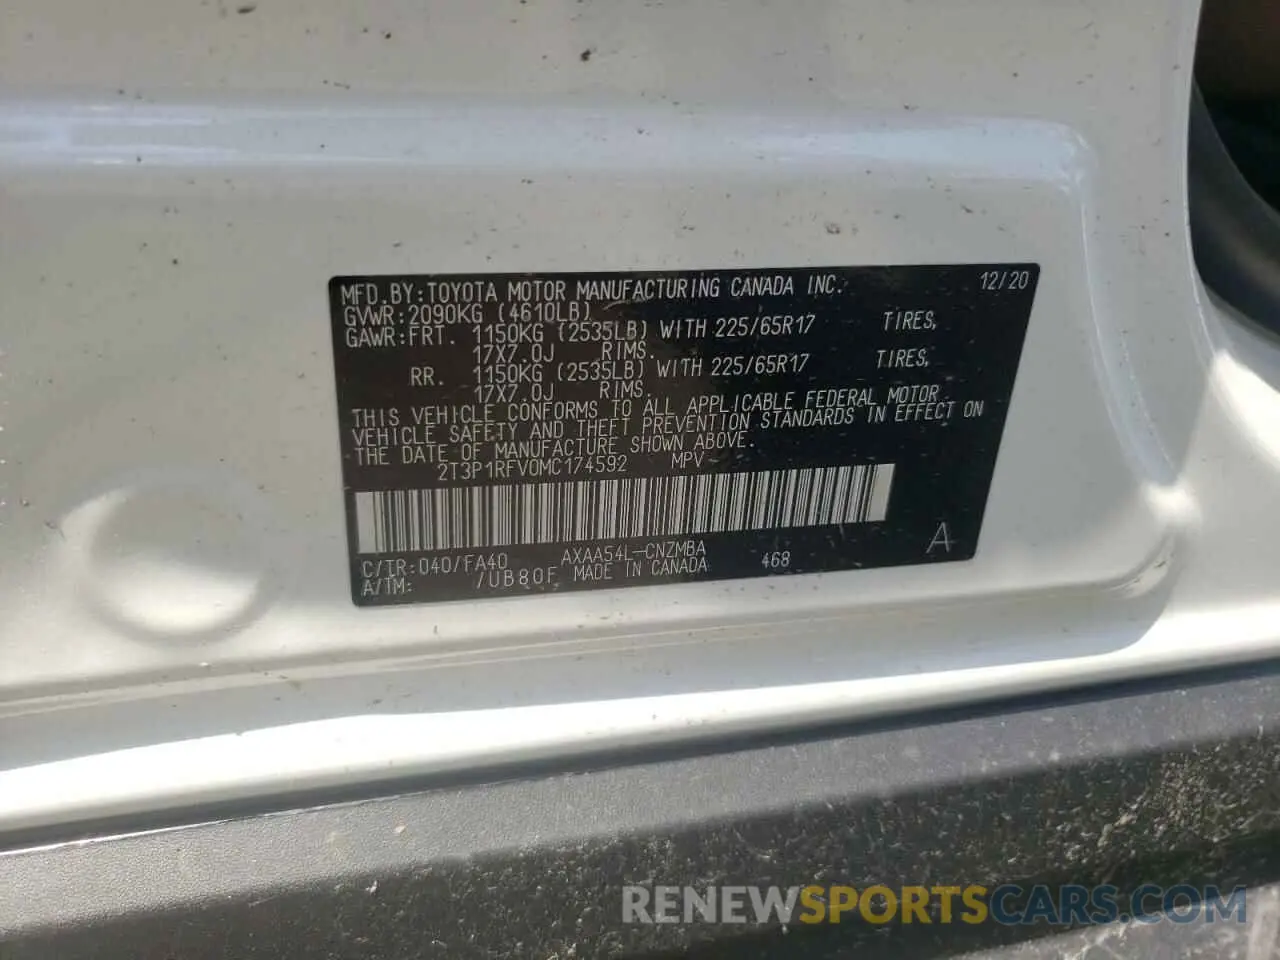 MFD.BY:TOYOTA MOTOR MANUFACTURING CANADA INC. 12/20
GVWR:2090KG (4610LB)
GAWR:FRT. 1150KG (2535LB) WITH 225/65R17 TIRES,
17X7.0J RIMS.
RR. 1150KG (2535LB) WITH 225/65R17 TIRES,
17X7.0J RIMS.
THIS VEHICLE CONFORMS TO ALL APPLICABLE FEDERAL MOTOR
VEHICLE SAFETY AND THEFT PREVENTION STANDARDS IN EFFECT ON
THE DATE OF MANUFACTURE SHOWN ABOVE.
2T3P1RFV0MC174592 MPV
C/TR:040/FA40 AXAA54L-CNZMBA 468 A
A/TM: /UB80F MADE IN CANADA
RENEWSPORTSCARS.COM